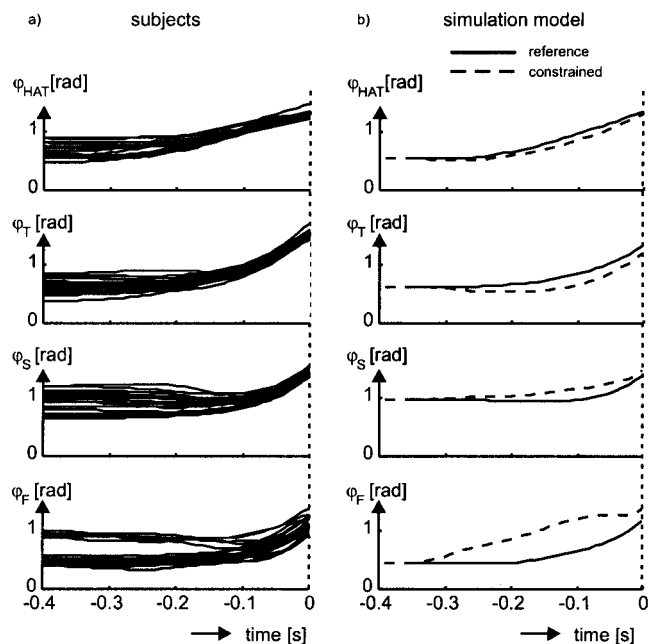 a) subjects b) simulation model
reference
constrained
φHAT[rad] φHAT[rad]
1 1
0 0
φT [rad] φT [rad]
1 1
0 0
φS [rad] φS [rad]
1 1
0 0
φF [rad] φF [rad]
1 1
0 0
-0.4 -0.3 -0.2 -0.1 0 -0.4 -0.3 -0.2 -0.1 0
time [s] time [s]